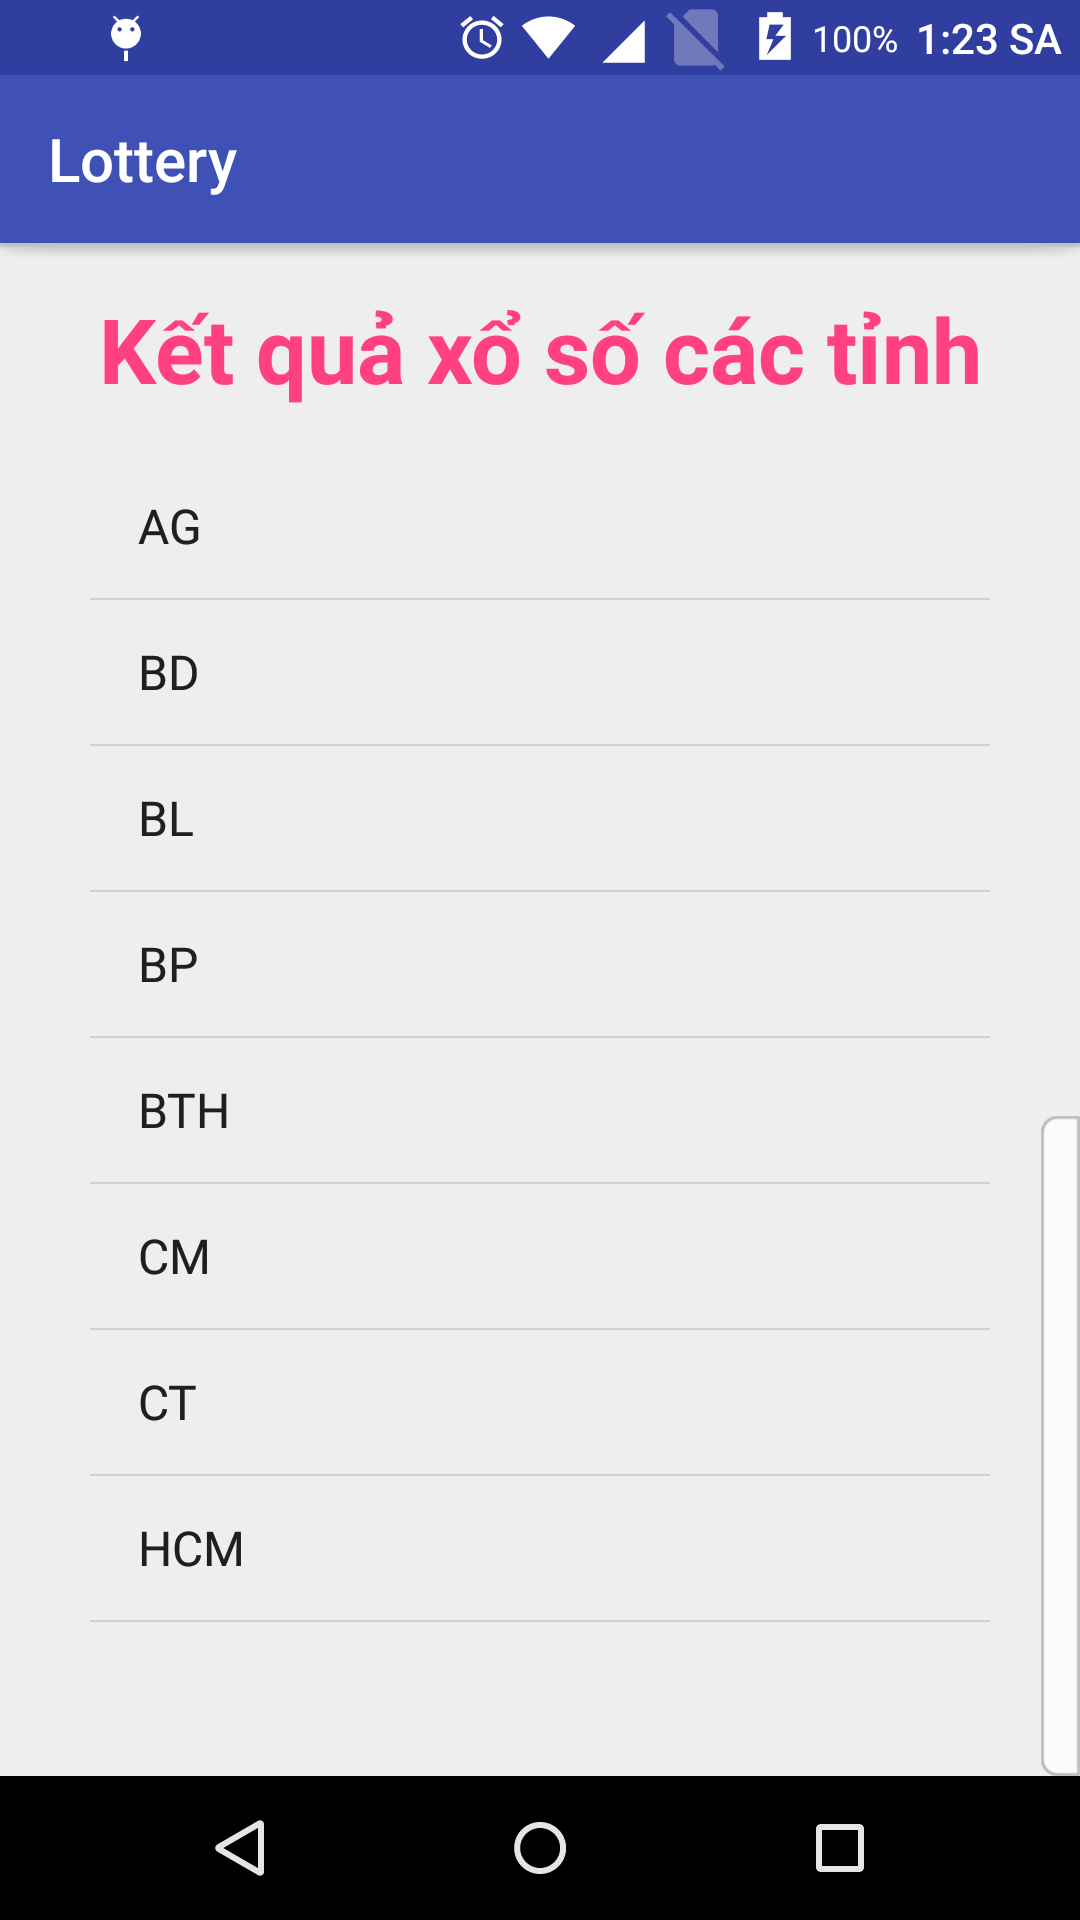 100% 1:23 SA
Lottery
Kết quả xổ số các tỉnh
AG
BD
BL
BP
BTH
CM
CT
HCM